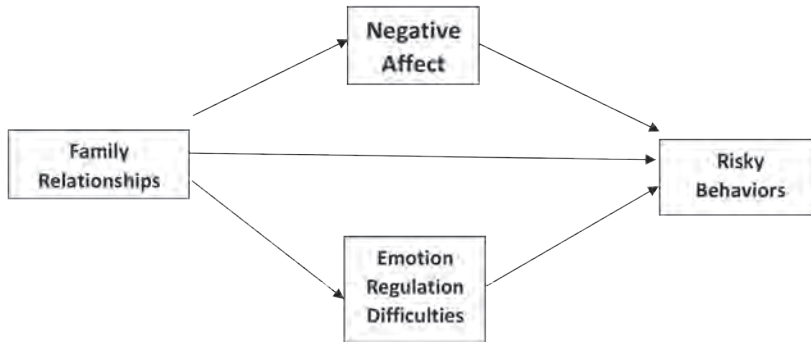 Negative
Affect
Family
Relationships
Risky
Behaviors
Emotion
Regulation
Difficulties